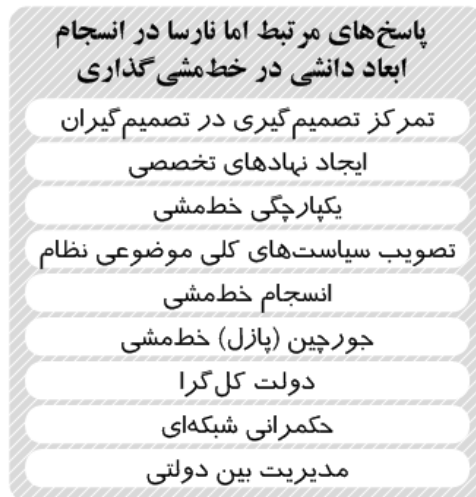 پاسخ‌های مرتبط اما نارسا در انسجام
ابعاد دانشی در خط‌مشی‌گذاری
تمرکز تصمیم‌گیری در تصمیم‌گیران
ایجاد نهادهای تخصصی
یکپارچگی خط‌مشی
تصویب سیاست‌های کلی موضوعی نظام
انسجام خط‌مشی
جورچین (پازل) خط‌مشی
دولت کل‌گرا
حکمرانی شبکه‌ای
مدیریت بین دولتی